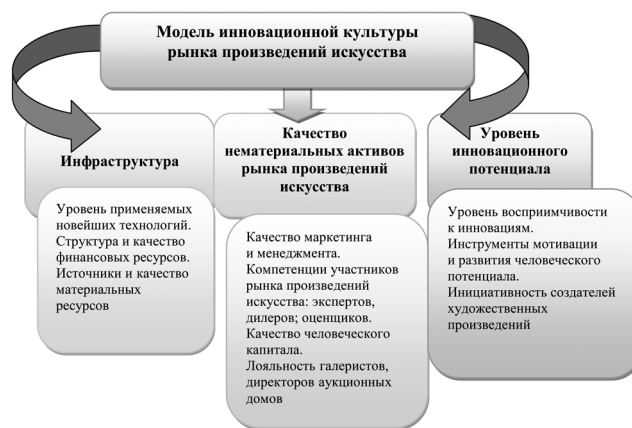 Модель инновационной культуры
рынка произведений искусства
Инфраструктура
Уровень применяемых
новейших технологий.
Структура и качество
финансовых ресурсов.
Источники и качество
материальных
ресурсов
Качество
нематериальных активов
рынка произведений
искусства
Качество маркетинга
и менеджмента.
Компетенции участников
рынка произведений
искусства: экспертов,
дилеров; оценщиков.
Качество человеческого
капитала.
Лояльность галеристов,
директоров аукционных
домов
Уровень
инновационного
потенциала
Уровень восприимчивости
к инновациям.
Инструменты мотивации
и развития человеческого
потенциала.
Инициативность создателей
художественных
произведений